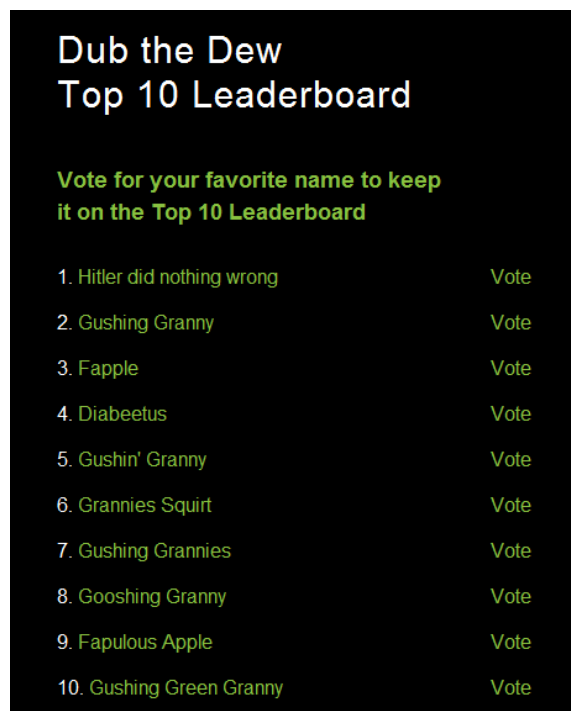 Dub the Dew
Top 10 Leaderboard
Vote for your favorite name to keep
it on the Top 10 Leaderboard
1. Hitler did nothing wrong Vote
2. Gushing Granny Vote
3. Fapple Vote
4. Diabeetus Vote
5. Gushin' Granny Vote
6. Grannies Squirt Vote
7. Gushing Grannies Vote
8. Gooshing Granny Vote
9. Fapulous Apple Vote
10. Gushing Green Granny Vote